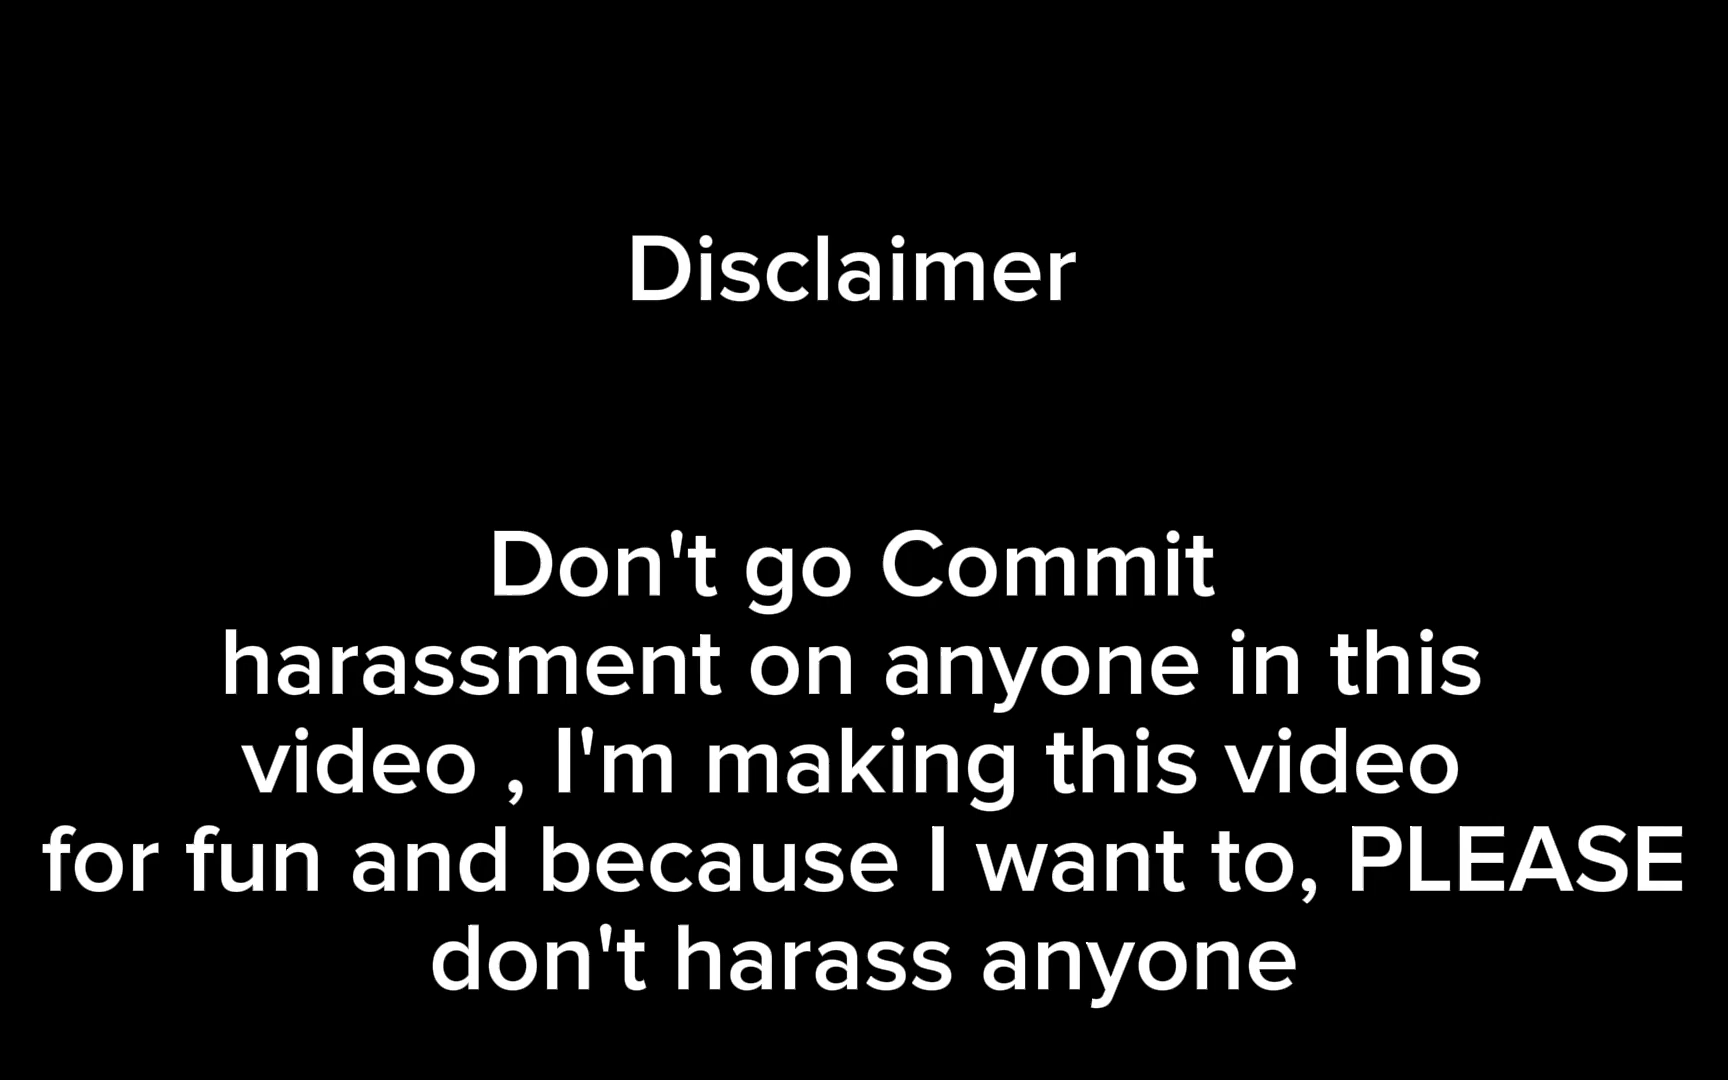 Disclaimer
Don't go Commit
harassment on anyone in this
video , I'm making this video
for fun and because I want to, PLEASE
don't harass anyone